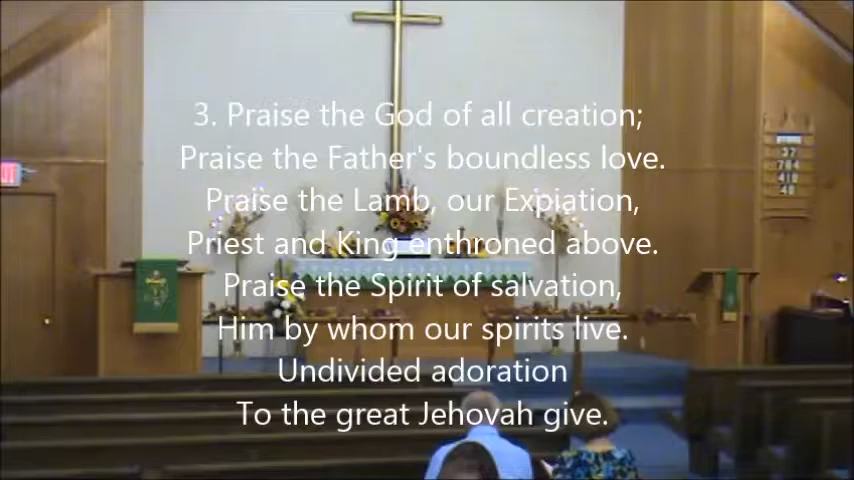 3. Praise the God of all creation;
Praise the Father's boundless love.
Praise the Lamb, our Expiation,
Priest and King enthroned above.
Praise the Spirit of salvation,
Him by whom our spirits live.
Undivided adoration
To the great Jehovah give.
37
784